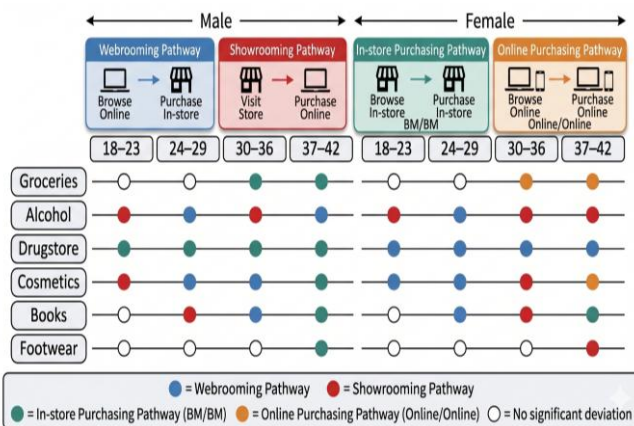 Male Female
Webrooming Pathway Showrooming Pathway In-store Purchasing Pathway Online Purchasing Pathway
Browse Online Purchase In-store Visit Store Purchase Online Browse In-store Purchase In-store Browse Online Purchase Online
BM/BM Online/Online
18–23 24–29 30–36 37–42 18–23 24–29 30–36 37–42
Groceries
Alcohol
Drugstore
Cosmetics
Books
Footwear
= Webrooming Pathway = Showrooming Pathway
= In-store Purchasing Pathway (BM/BM) = Online Purchasing Pathway (Online/Online) = No significant deviation